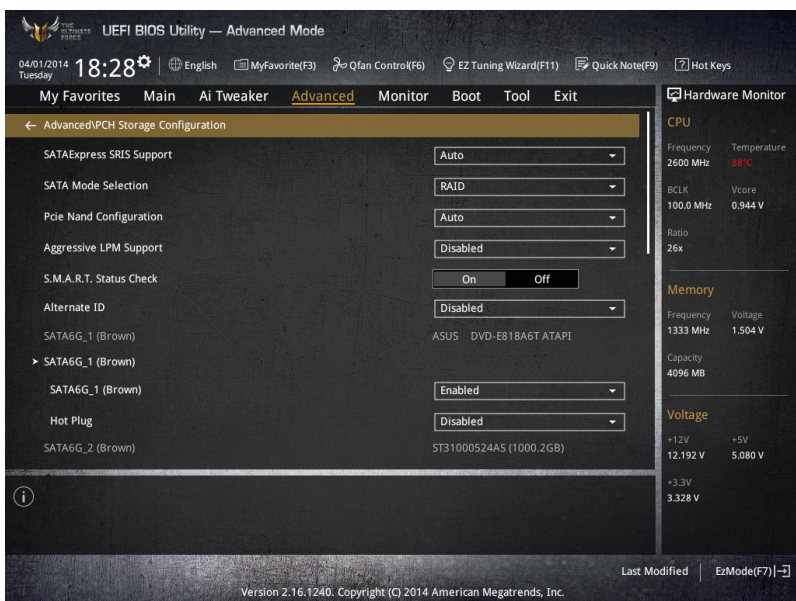 THE ULTIMATE FORCE
UEFI BIOS Utility — Advanced Mode
04/01/2014
Tuesday
18:28
English
MyFavorite(F3)
Qfan Control(F6)
EZ Tuning Wizard(F11)
Quick Note(F9)
? Hot Keys
My Favorites
Main
Ai Tweaker
Advanced
Monitor
Boot
Tool
Exit
Advanced\PCH Storage Configuration
SATAExpress SRIS Support Auto
SATA Mode Selection RAID
Pcie Nand Configuration Auto
Aggressive LPM Support Disabled
S.M.A.R.T. Status Check On Off
Alternate ID Disabled
SATA6G_1 (Brown) ASUS DVD-E818A6T ATAPI
SATA6G_1 (Brown)
SATA6G_1 (Brown) Enabled
Hot Plug Disabled
SATA6G_2 (Brown) ST31000524AS (1000.2GB)
Hardware Monitor
CPU
Frequency Temperature
2600 MHz 88°C
BCLK Vcore
100.0 MHz 0.944 V
Ratio
26x
Memory
Frequency Voltage
1333 MHz 1.504 V
Capacity
4096 MB
Voltage
+12V +5V
12.192 V 5.080 V
+3.3V
3.328 V
i
Last Modified
EzMode(F7)
Version 2.16.1240. Copyright (C) 2014 American Megatrends, Inc.